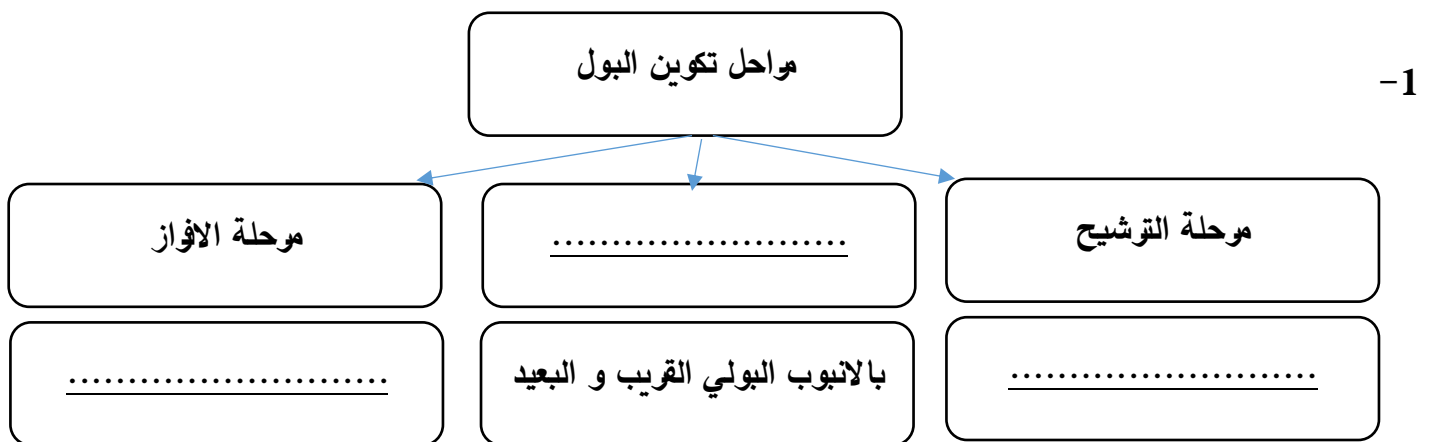 مراحل تكوين البول
1-
مرحلة الترشيح
........................
مرحلة الافراز
..........................
بالانبوب البولي القريب و البعيد
..........................